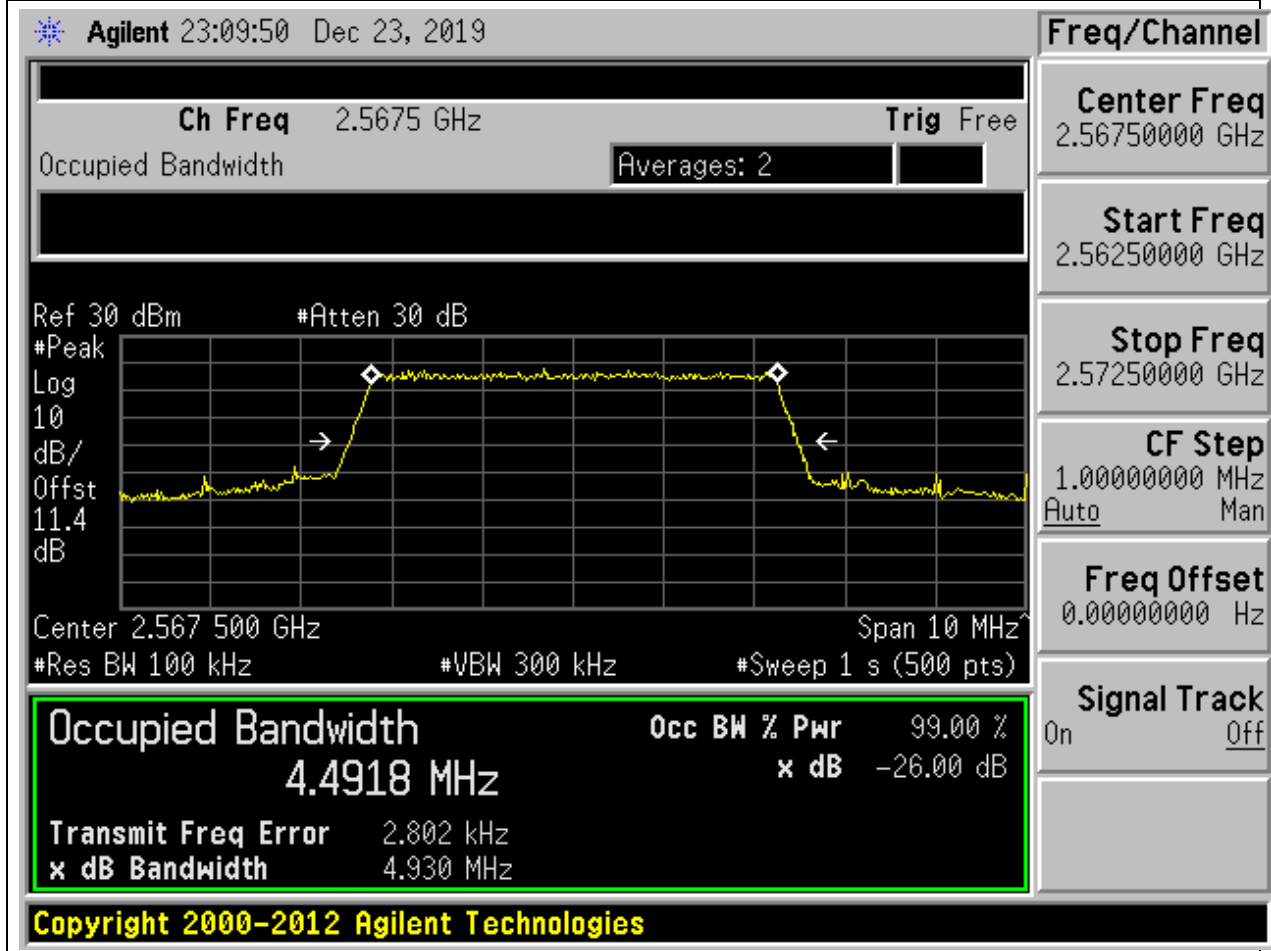 Agilent 23:09:50 Dec 23, 2019
Freq/Channel
Ch Freq 2.5675 GHz Trig Free
Occupied Bandwidth Averages: 2
Ref 30 dBm #Atten 30 dB
#Peak
Log
10
dB/
Offst
11.4
dB
Center 2.567 500 GHz Span 10 MHz^
#Res BW 100 kHz #VBW 300 kHz #Sweep 1 s (500 pts)
Occupied Bandwidth
4.4918 MHz
Occ BW % Pwr 99.00 %
x dB -26.00 dB
Transmit Freq Error 2.802 kHz
x dB Bandwidth 4.930 MHz
Center Freq
2.56750000 GHz
Start Freq
2.56250000 GHz
Stop Freq
2.57250000 GHz
CF Step
1.00000000 MHz
Auto Man
Freq Offset
0.00000000 Hz
Signal Track
On Off
Copyright 2000-2012 Agilent Technologies